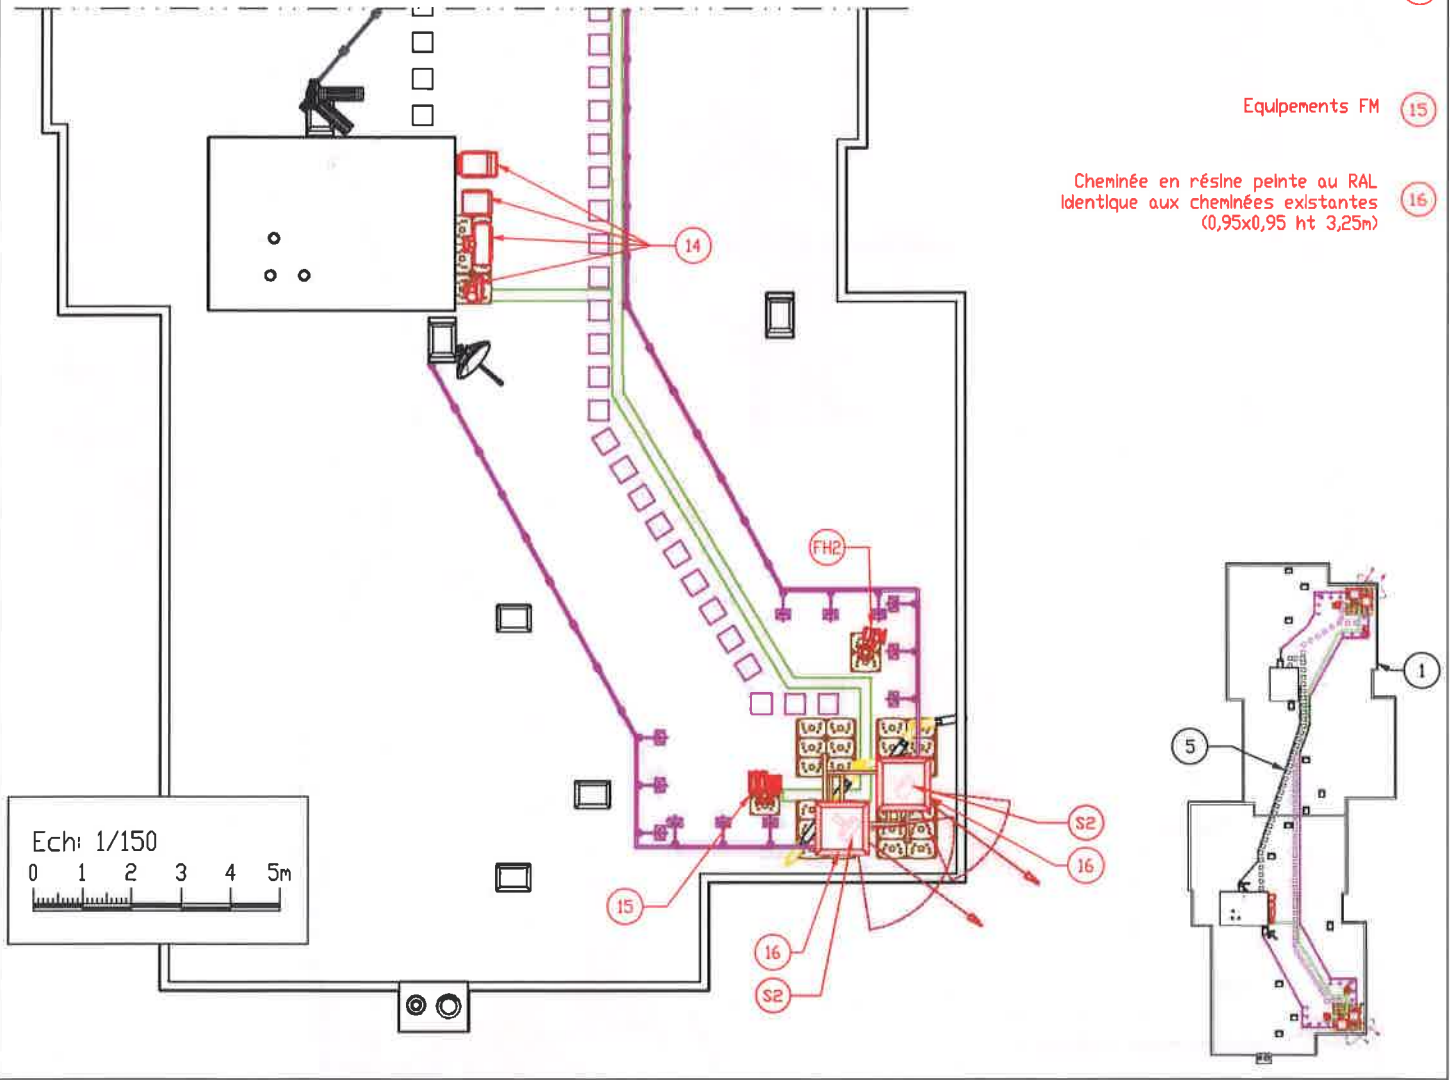 Equipements FM 15
Cheminée en résine peinte au RAL
identique aux cheminées existantes
(0,95x0,95 ht 3,25m)
16
14
FH2
1
5
S2
16
15
16
S2
Ech: 1/150
0 1 2 3 4 5m